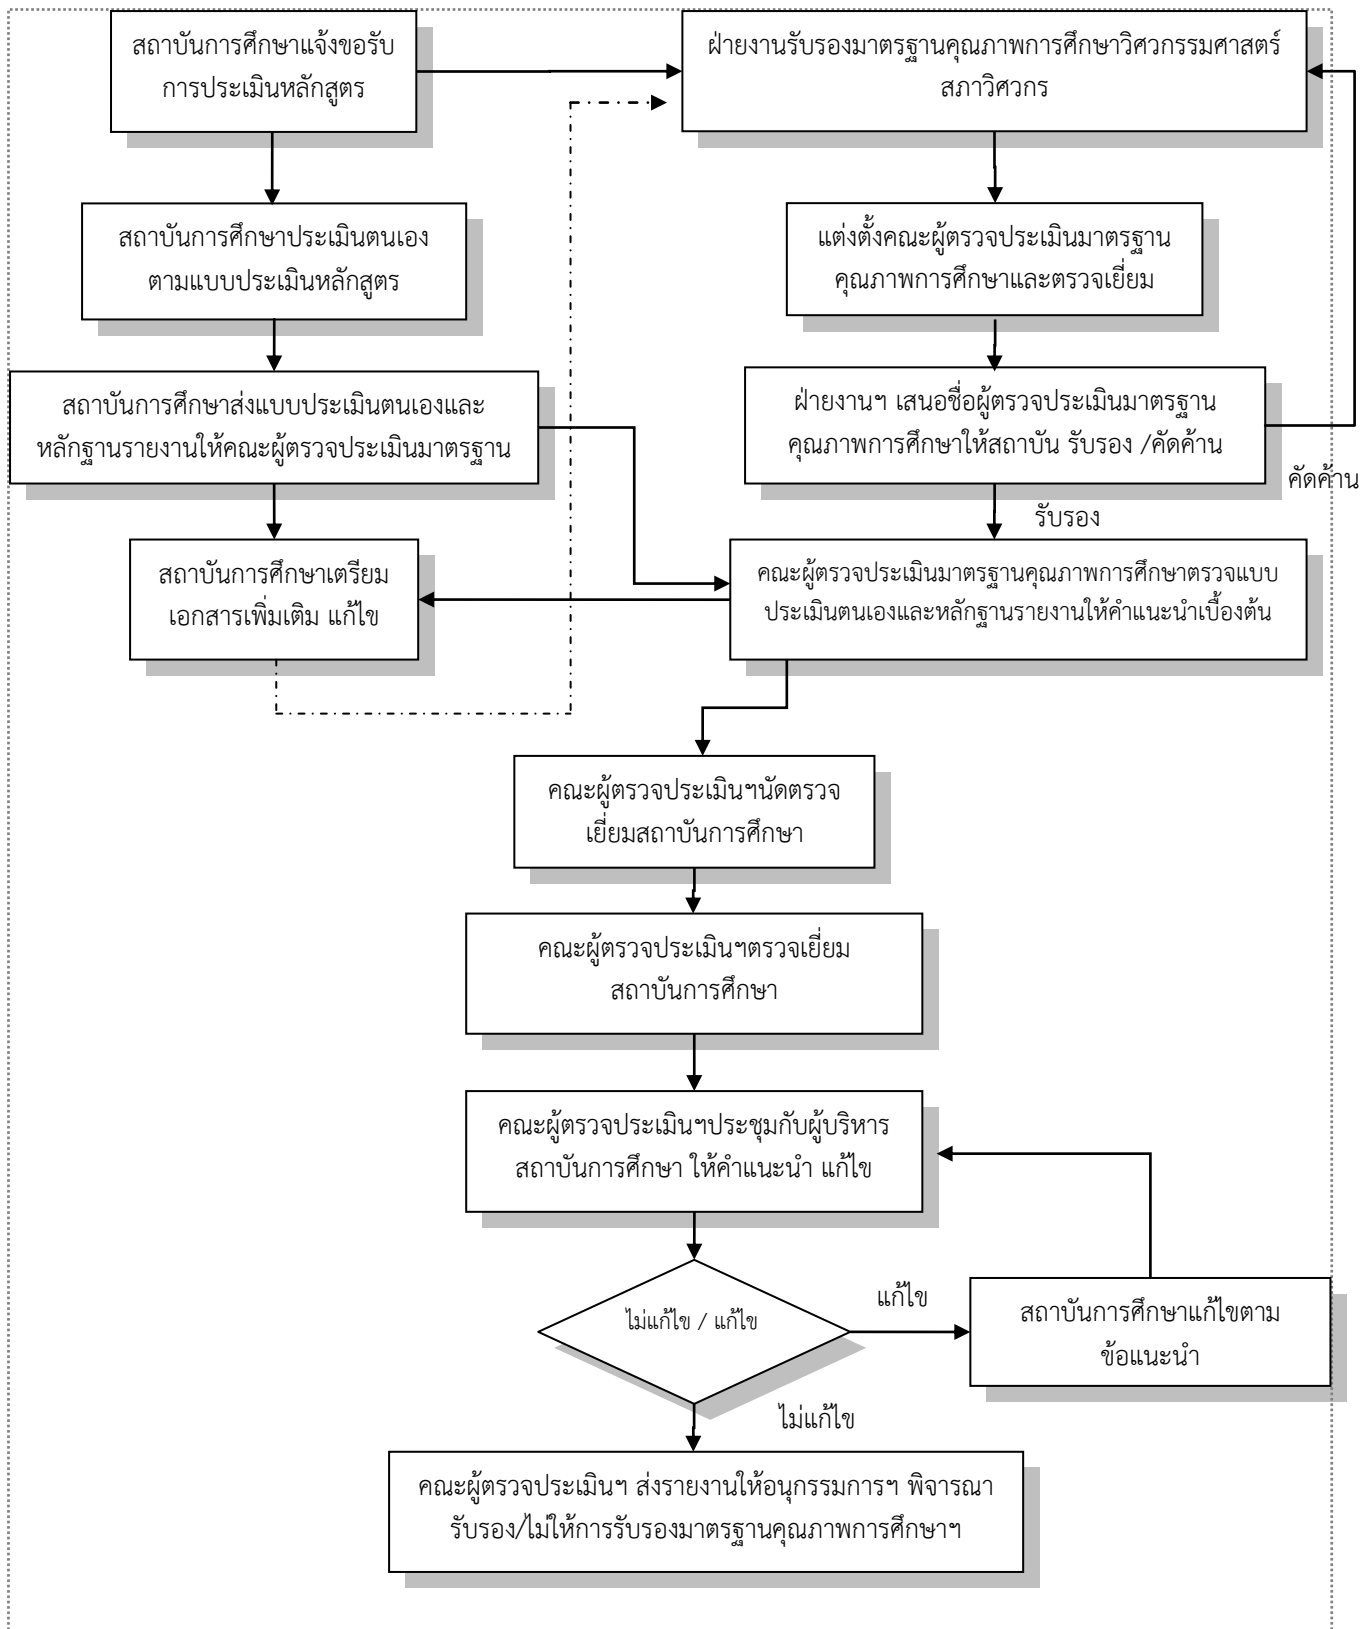 สถาบันการศึกษาแจ้งขอรับ
การประเมินหลักสูตร
ฝ่ายงานรับรองมาตรฐานคุณภาพการศึกษาวิศวกรรมศาสตร์
สภาวิศวกร
สถาบันการศึกษาประเมินตนเอง
ตามแบบประเมินหลักสูตร
แต่งตั้งคณะผู้ตรวจประเมินมาตรฐาน
คุณภาพการศึกษาและตรวจเยี่ยม
สถาบันการศึกษาส่งแบบประเมินตนเองและ
หลักฐานรายงานให้คณะผู้ตรวจประเมินมาตรฐาน
ฝ่ายงานฯ เสนอชื่อผู้ตรวจประเมินมาตรฐาน
คุณภาพการศึกษาให้สถาบัน รับรอง /คัดค้าน
คัดค้าน
รับรอง
สถาบันการศึกษาเตรียม
เอกสารเพิ่มเติม แก้ไข
คณะผู้ตรวจประเมินมาตรฐานคุณภาพการศึกษาตรวจแบบ
ประเมินตนเองและหลักฐานรายงานให้คำแนะนำเบื้องต้น
คณะผู้ตรวจประเมินฯนัดตรวจ
เยี่ยมสถาบันการศึกษา
คณะผู้ตรวจประเมินฯตรวจเยี่ยม
สถาบันการศึกษา
คณะผู้ตรวจประเมินฯประชุมกับผู้บริหาร
สถาบันการศึกษา ให้คำแนะนำ แก้ไข
ไม่แก้ไข / แก้ไข
แก้ไข
สถาบันการศึกษาแก้ไขตาม
ข้อแนะนำ
ไม่แก้ไข
คณะผู้ตรวจประเมินฯ ส่งรายงานให้อนุกรรมการฯ พิจารณา
รับรอง/ไม่ให้การรับรองมาตรฐานคุณภาพการศึกษาฯ